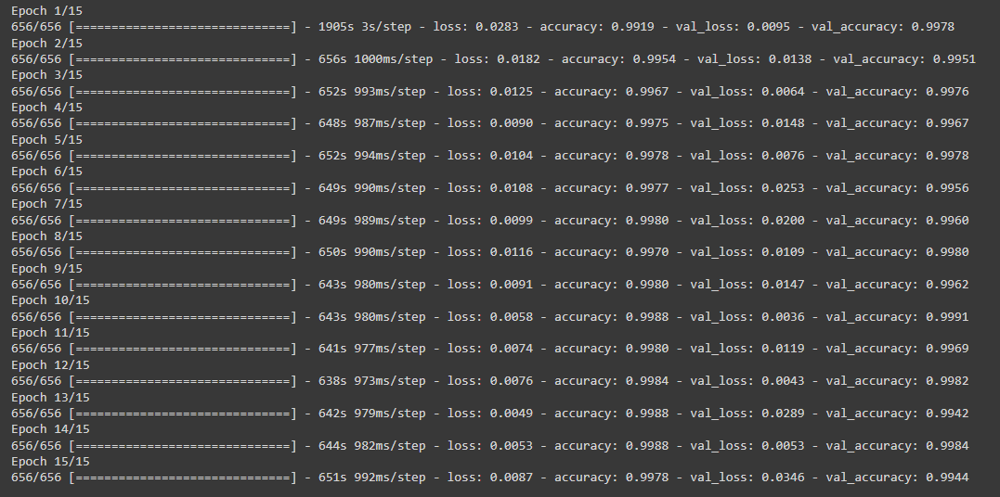 Epoch 1/15
656/656 [==============================] - 1905s 3s/step - loss: 0.0283 - accuracy: 0.9919 - val_loss: 0.0095 - val_accuracy: 0.9978
Epoch 2/15
656/656 [==============================] - 656s 1000ms/step - loss: 0.0182 - accuracy: 0.9954 - val_loss: 0.0138 - val_accuracy: 0.9951
Epoch 3/15
656/656 [==============================] - 652s 993ms/step - loss: 0.0125 - accuracy: 0.9967 - val_loss: 0.0064 - val_accuracy: 0.9976
Epoch 4/15
656/656 [==============================] - 648s 987ms/step - loss: 0.0090 - accuracy: 0.9975 - val_loss: 0.0148 - val_accuracy: 0.9967
Epoch 5/15
656/656 [==============================] - 652s 994ms/step - loss: 0.0104 - accuracy: 0.9978 - val_loss: 0.0076 - val_accuracy: 0.9978
Epoch 6/15
656/656 [==============================] - 649s 990ms/step - loss: 0.0108 - accuracy: 0.9977 - val_loss: 0.0253 - val_accuracy: 0.9956
Epoch 7/15
656/656 [==============================] - 649s 989ms/step - loss: 0.0099 - accuracy: 0.9980 - val_loss: 0.0200 - val_accuracy: 0.9960
Epoch 8/15
656/656 [==============================] - 650s 990ms/step - loss: 0.0116 - accuracy: 0.9970 - val_loss: 0.0109 - val_accuracy: 0.9980
Epoch 9/15
656/656 [==============================] - 643s 980ms/step - loss: 0.0091 - accuracy: 0.9980 - val_loss: 0.0147 - val_accuracy: 0.9962
Epoch 10/15
656/656 [==============================] - 643s 980ms/step - loss: 0.0058 - accuracy: 0.9988 - val_loss: 0.0036 - val_accuracy: 0.9991
Epoch 11/15
656/656 [==============================] - 641s 977ms/step - loss: 0.0074 - accuracy: 0.9980 - val_loss: 0.0119 - val_accuracy: 0.9969
Epoch 12/15
656/656 [==============================] - 638s 973ms/step - loss: 0.0076 - accuracy: 0.9984 - val_loss: 0.0043 - val_accuracy: 0.9982
Epoch 13/15
656/656 [==============================] - 642s 979ms/step - loss: 0.0049 - accuracy: 0.9988 - val_loss: 0.0289 - val_accuracy: 0.9942
Epoch 14/15
656/656 [==============================] - 644s 982ms/step - loss: 0.0053 - accuracy: 0.9988 - val_loss: 0.0053 - val_accuracy: 0.9984
Epoch 15/15
656/656 [==============================] - 651s 992ms/step - loss: 0.0087 - accuracy: 0.9978 - val_loss: 0.0346 - val_accuracy: 0.9944